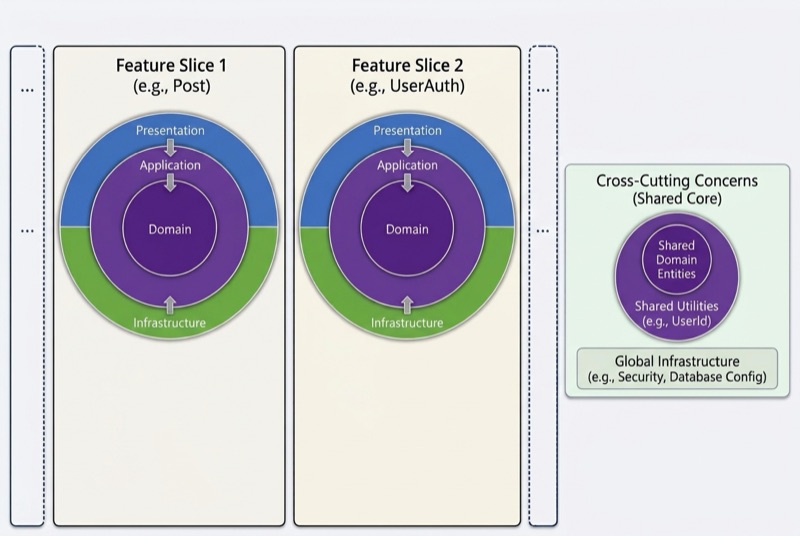 ...
...
Feature Slice 1
(e.g., Post)
Presentation
Application
Domain
Infrastructure
Feature Slice 2
(e.g., UserAuth)
Presentation
Application
Domain
Infrastructure
...
...
Cross-Cutting Concerns
(Shared Core)
Shared
Domain
Entities
Shared Utilities
(e.g., UserId)
Global Infrastructure
(e.g., Security, Database Config)